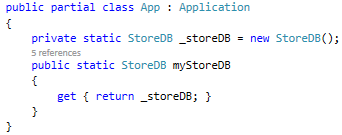 public partial class App : Application
{
    private static StoreDB _storeDB = new StoreDB();
    5 references
    public static StoreDB myStoreDB
    {
        get { return _storeDB; }
    }
}